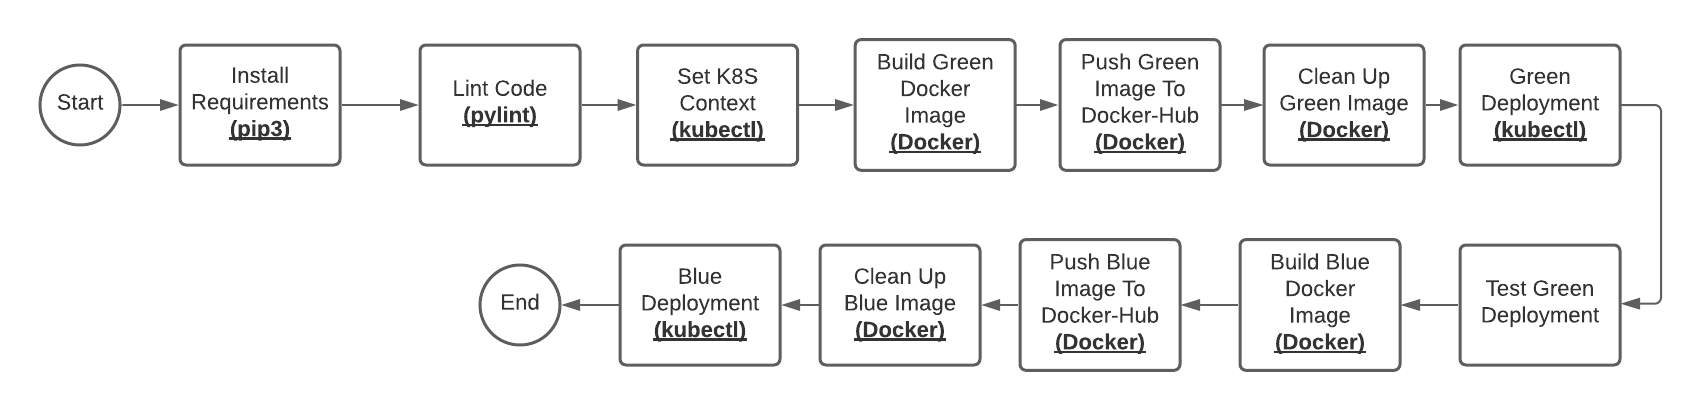 Start
Install
Requirements
(pip3)
Lint Code
(pylint)
Set K8S
Context
(kubectl)
Build Green
Docker
Image
(Docker)
Push Green
Image To
Docker-Hub
(Docker)
Clean Up
Green Image
(Docker)
Green
Deployment
(kubectl)
Test Green
Deployment
Build Blue
Docker
Image
(Docker)
Push Blue
Image To
Docker-Hub
(Docker)
Clean Up
Blue Image
(Docker)
Blue
Deployment
(kubectl)
End